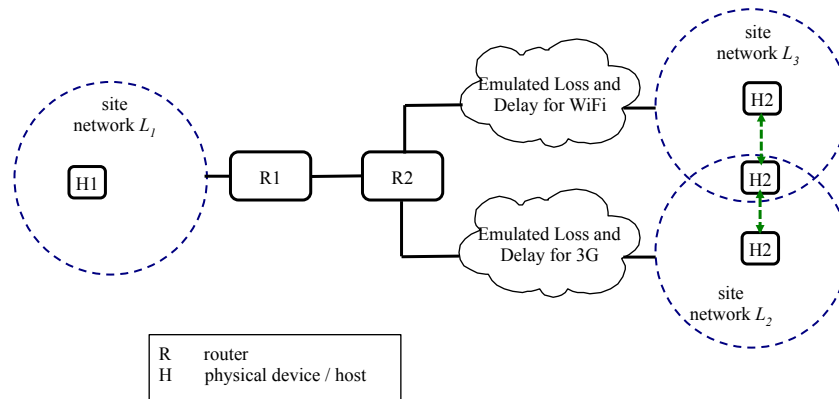 site
network L1
H1
R1
R2
Emulated Loss and
Delay for WiFi
Emulated Loss and
Delay for 3G
site
network L3
H2
H2
H2
site
network L2
R router
H physical device / host